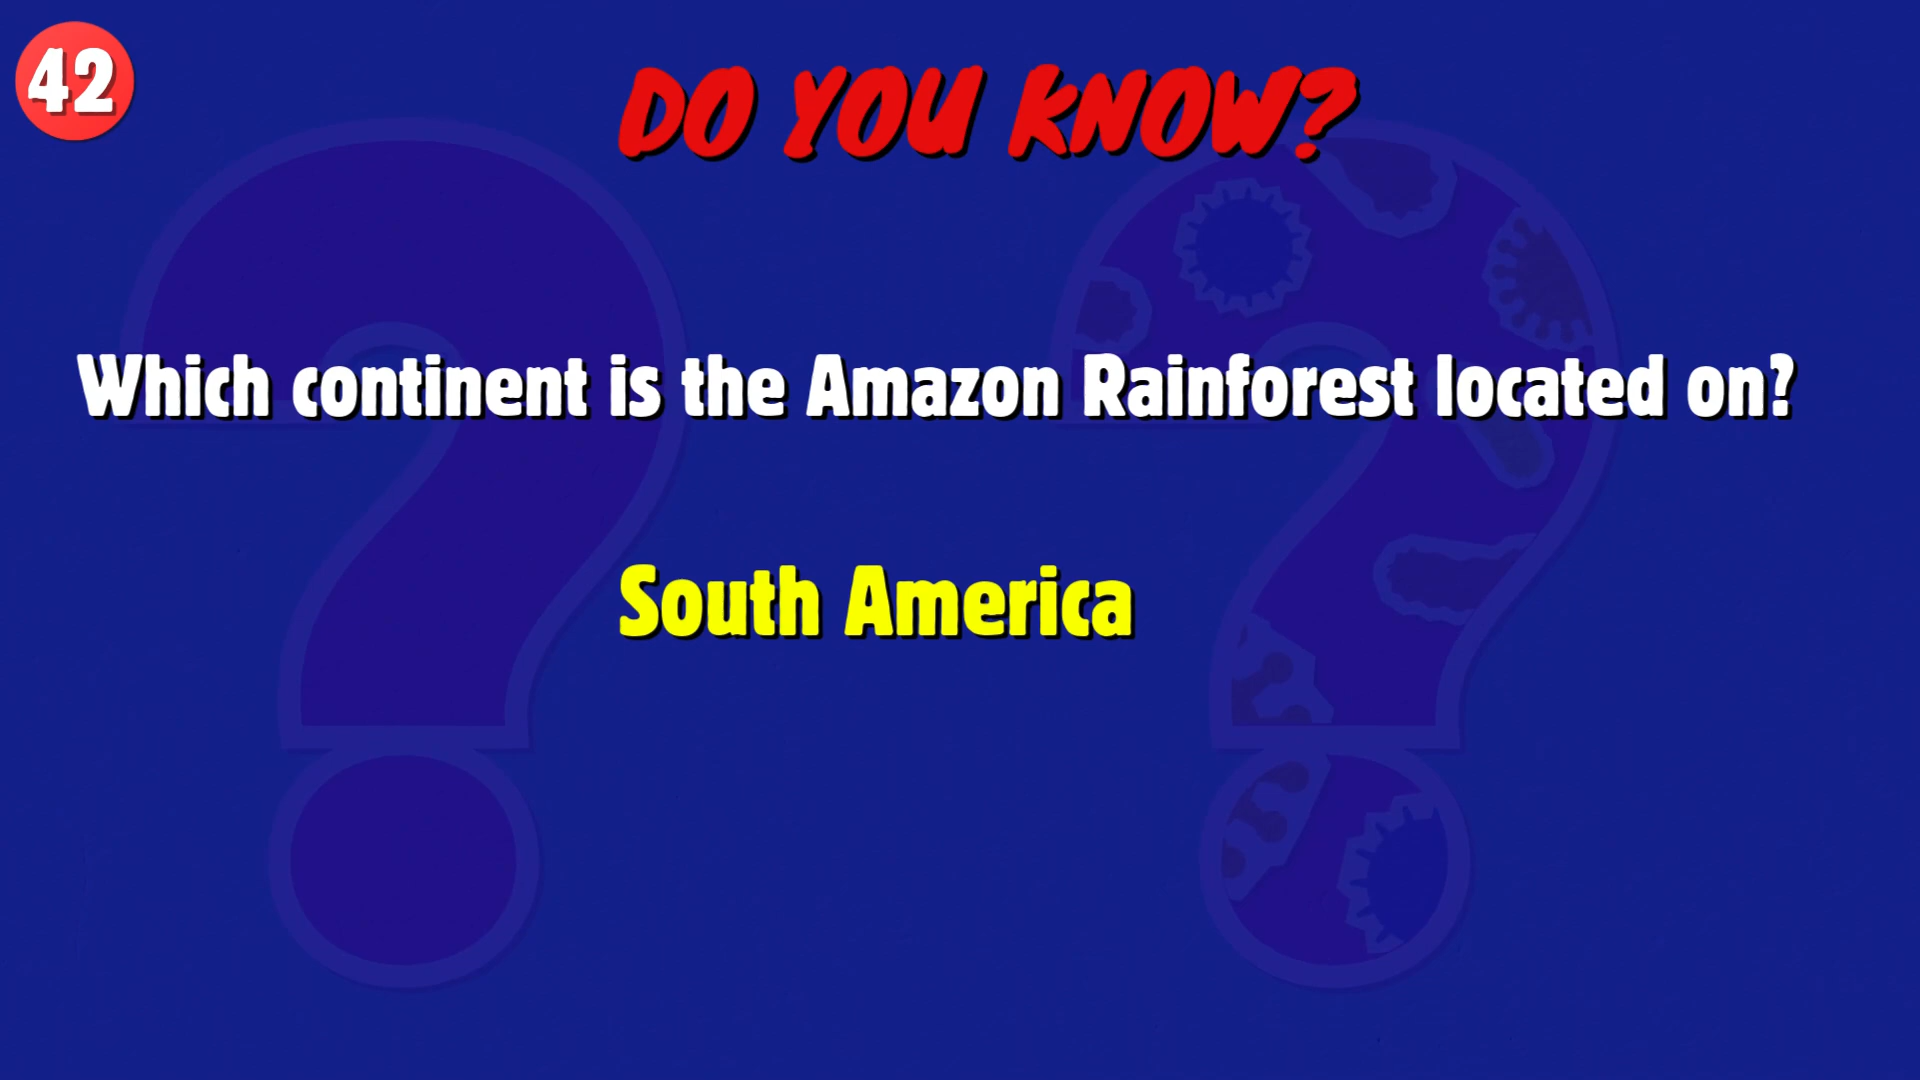 42
DO YOU KNOW?
Which continent is the Amazon Rainforest located on?
South America